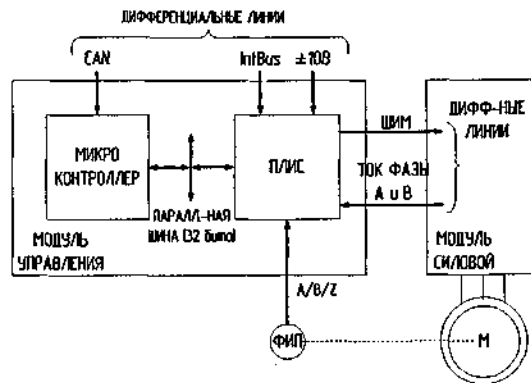 ДИФФЕРЕНЦИАЛЬНЫЕ ЛИНИИ
CAN
IntBus
±10В
МИКРО
КОНТРОЛЛЕР
ПЛИС
ШИМ
ДИФФ-НЫЕ
ЛИНИИ
ТОК ФАЗЫ
А и В
ПАРАЛЛ-НАЯ
ШИНА (32 бита)
МОДУЛЬ
УПРАВЛЕНИЯ
МОДУЛЬ
СИЛОВОЙ
A/B/Z
ФИП
М